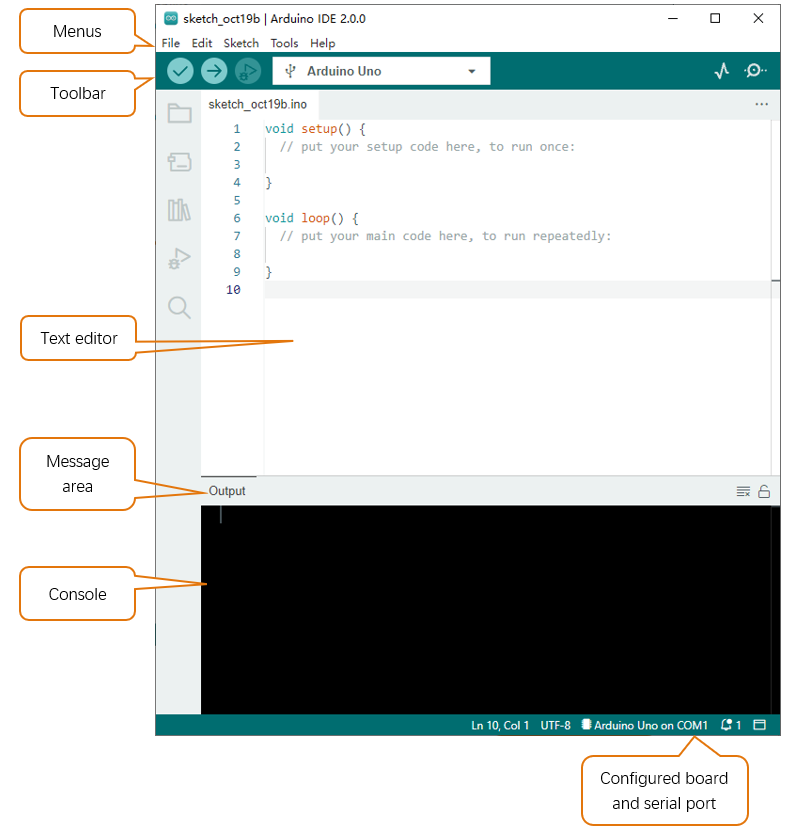 Menus
sketch_oct19b | Arduino IDE 2.0.0
File Edit Sketch Tools Help
Toolbar
Arduino Uno
sketch_oct19b.ino
1 void setup() {
2 // put your setup code here, to run once:
3
4 }
5
6 void loop() {
7 // put your main code here, to run repeatedly:
8
9 }
10
Text editor
Message
area
Output
Console
Ln 10, Col 1 UTF-8 Arduino Uno on COM1 1
Configured board
and serial port